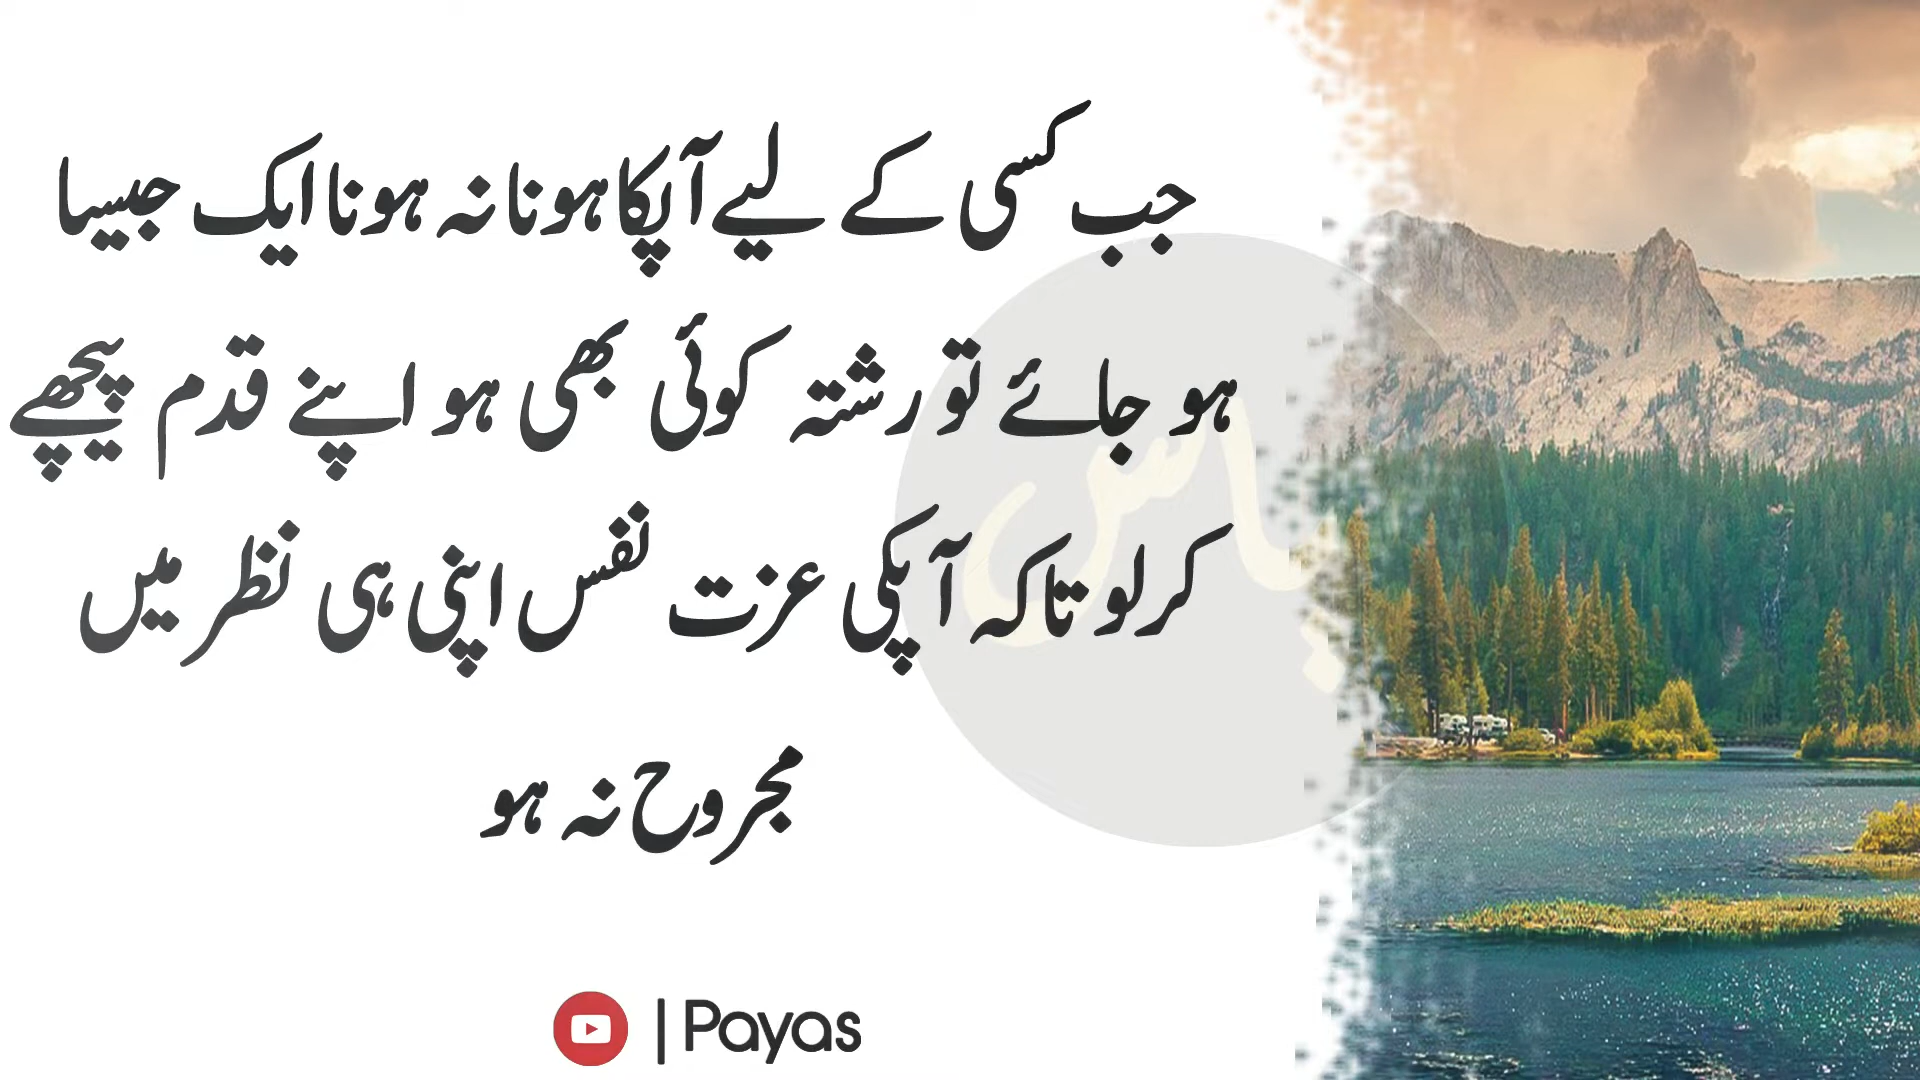 جب کسی کے لیے آپکا ہونا نہ ہونا ایک جیسا
ہو جائے تو رشتہ کوئی بھی ہو اپنے قدم پیچھے
کرلو تاکہ آپکی عزت نفس اپنی ہی نظر میں
مجروح نہ ہو
| Payas